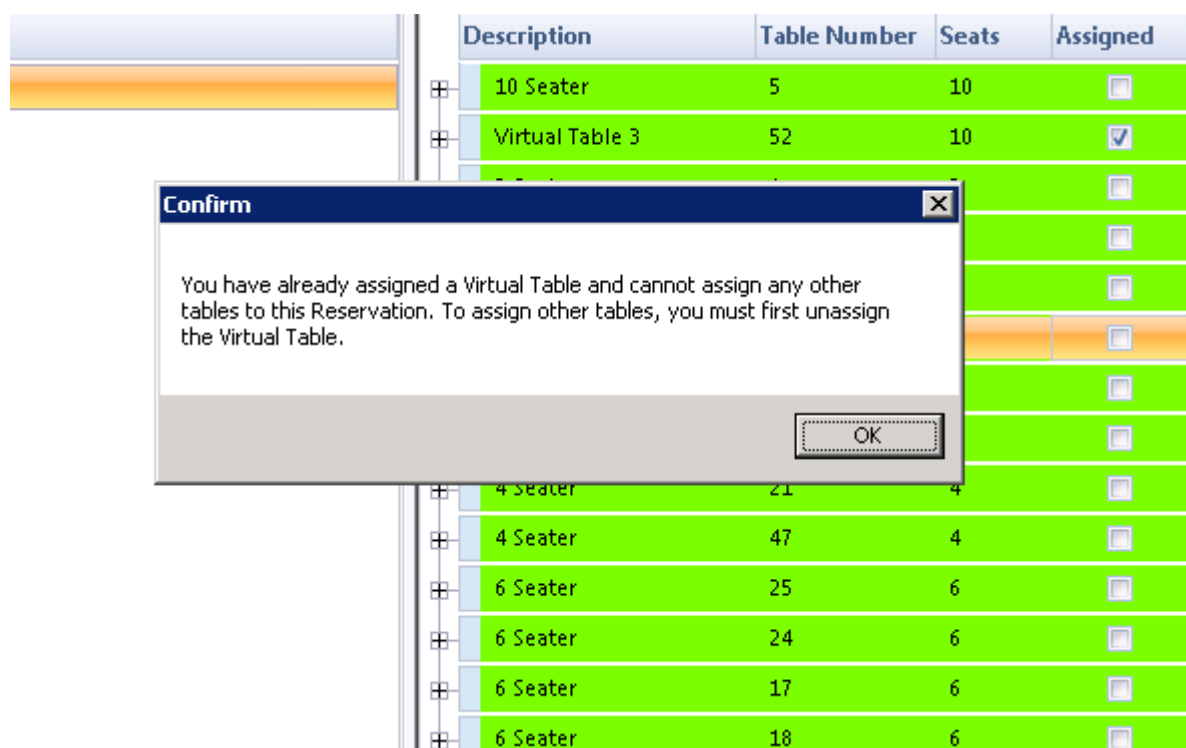 Description Table Number Seats Assigned
10 Seater 5 10
Virtual Table 3 52 10
Confirm
You have already assigned a Virtual Table and cannot assign any other
tables to this Reservation. To assign other tables, you must first unassign
the Virtual Table.
OK
4 Seater 21 4
4 Seater 47 4
6 Seater 25 6
6 Seater 24 6
6 Seater 17 6
6 Seater 18 6